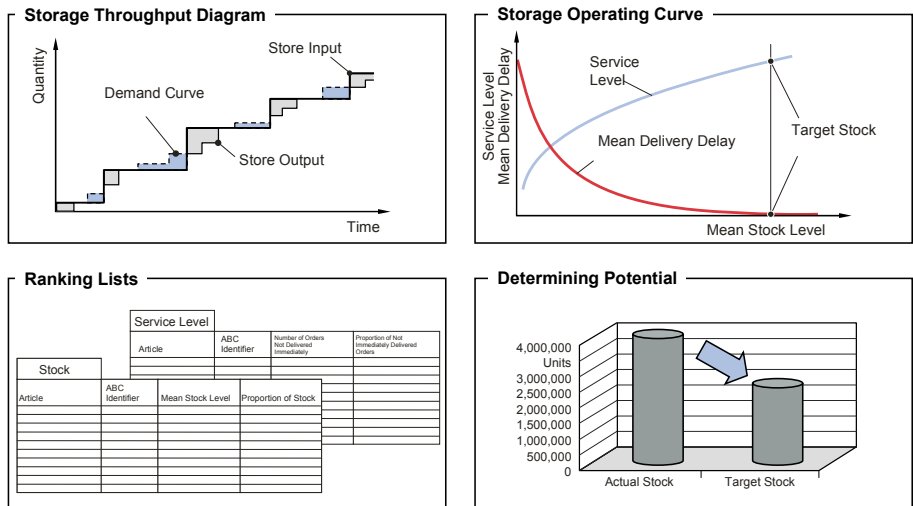 Storage Throughput Diagram
Quantity
Store Input
Demand Curve
Store Output
Time
Storage Operating Curve
Service Level
Mean Delivery Delay
Service
Level
Mean Delivery Delay
Target Stock
Mean Stock Level
Ranking Lists
Service Level
Article
ABC
Identifier
Number of Orders
Not Delivered
Immediately
Proportion of Not
Immediately Delivered
Orders
Stock
Article
ABC
Identifier
Mean Stock Level
Proportion of Stock
Determining Potential
4,000,000
Units
3,000,000
2,500,000
2,000,000
1,500,000
1,000,000
500,000
0
Actual Stock
Target Stock